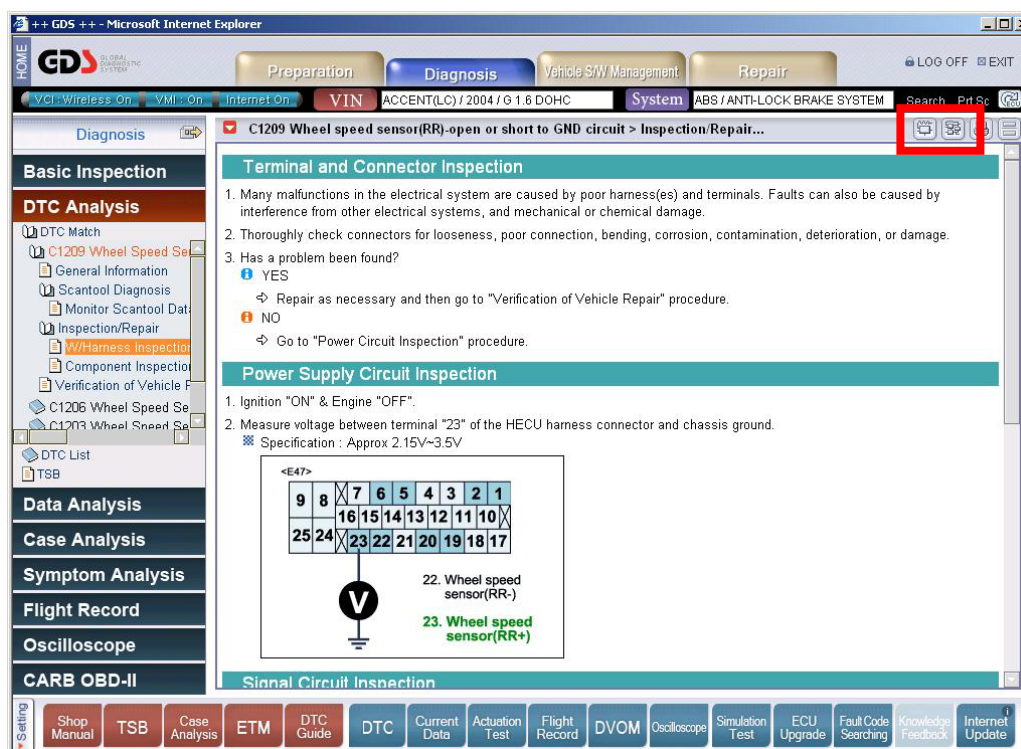 ++ GDS ++ - Microsoft Internet Explorer
HOME
GDS GLOBAL DIAGNOSTIC SYSTEM
Preparation
Diagnosis
Vehicle S/W Management
Repair
LOG OFF EXIT
VCI : Wireless On VMI : On Internet On VIN ACCENT(LC) / 2004 / G 1.6 DOHC System ABS / ANTI-LOCK BRAKE SYSTEM Search Prt Sc
Diagnosis
Basic Inspection
DTC Analysis
DTC Match
C1209 Wheel Speed Se
General Information
Scantool Diagnosis
Monitor Scantool Dat
Inspection/Repair
W/Harness Inspection
Component Inspection
Verification of Vehicle F
C1206 Wheel Speed Se
C1203 Wheel Speed Se
DTC List
TSB
Data Analysis
Case Analysis
Symptom Analysis
Flight Record
Oscilloscope
CARB OBD-II
C1209 Wheel speed sensor(RR)-open or short to GND circuit > Inspection/Repair...
Terminal and Connector Inspection
1. Many malfunctions in the electrical system are caused by poor harness(es) and terminals. Faults can also be caused by
interference from other electrical systems, and mechanical or chemical damage.
2. Thoroughly check connectors for looseness, poor connection, bending, corrosion, contamination, deterioration, or damage.
3. Has a problem been found?
YES
Repair as necessary and then go to "Verification of Vehicle Repair" procedure.
NO
Go to "Power Circuit Inspection" procedure.
Power Supply Circuit Inspection
1. Ignition "ON" & Engine "OFF".
2. Measure voltage between terminal "23" of the HECU harness connector and chassis ground.
Specification : Approx 2.15V~3.5V
<E47>
9 8 7 6 5 4 3 2 1
16 15 14 13 12 11 10
25 24 23 22 21 20 19 18 17
V
22. Wheel speed
sensor(RR-)
23. Wheel speed
sensor(RR+)
Signal Circuit Inspection
Setting
Shop Manual
TSB
Case Analysis
ETM
DTC Guide
DTC
Current Data
Actuation Test
Flight Record
DVOM
Oscilloscope
Simulation Test
ECU Upgrade
Fault Code Searching
Knowledge Feedback
Internet Update